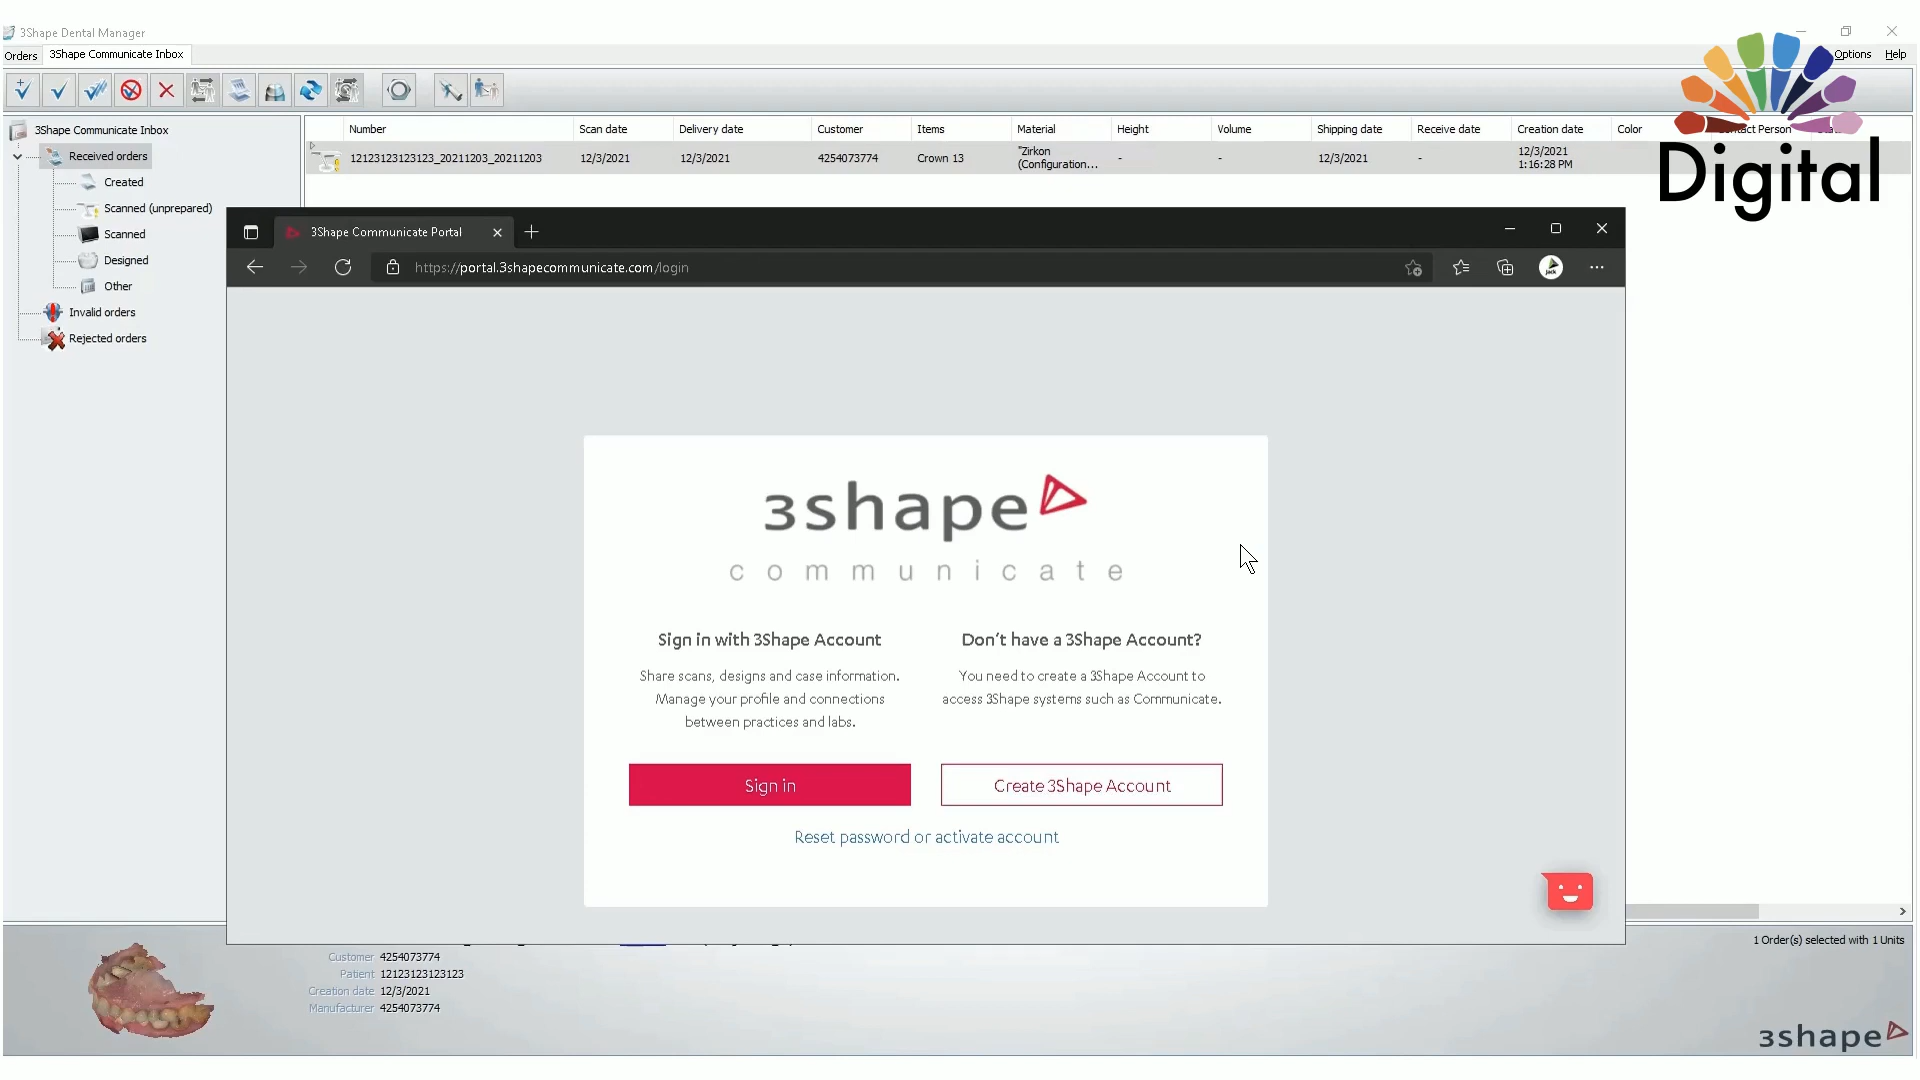 3Shape Dental Manager
Orders
3Shape Communicate Inbox
Options
Help
Digital
3Shape Communicate Inbox
Received orders
Created
Scanned (unprepared)
Scanned
Designed
Other
Invalid orders
Rejected orders
Number
Scan date
Delivery date
Customer
Items
Material
Height
Volume
Shipping date
Receive date
Creation date
Color
Contact Person
12123123123123_20211203_20211203
12/3/2021
12/3/2021
4254073774
Crown 13
"Zirkon
(Configuration...
-
-
12/3/2021
-
12/3/2021
1:16:28 PM
3Shape Communicate Portal
https://portal.3shapecommunicate.com/login
Jack
3shape
communicate
Sign in with 3Shape Account
Share scans, designs and case information.
Manage your profile and connections
between practices and labs.
Sign in
Don't have a 3Shape Account?
You need to create a 3Shape Account to
access 3Shape systems such as Communicate.
Create 3Shape Account
Reset password or activate account
Customer 4254073774
Patient 12123123123123
Creation date 12/3/2021
Manufacturer 4254073774
1 Order(s) selected with 1 Units
3shape